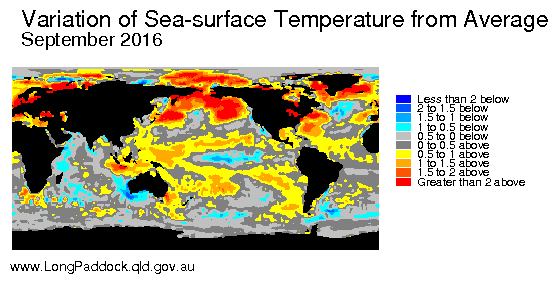 Variation of Sea-surface Temperature from Average
September 2016
Less than 2 below
2 to 1.5 below
1.5 to 1 below
1 to 0.5 below
0.5 to 0 below
0 to 0.5 above
0.5 to 1 above
1 to 1.5 above
1.5 to 2 above
Greater than 2 above
www.LongPaddock.qld.gov.au